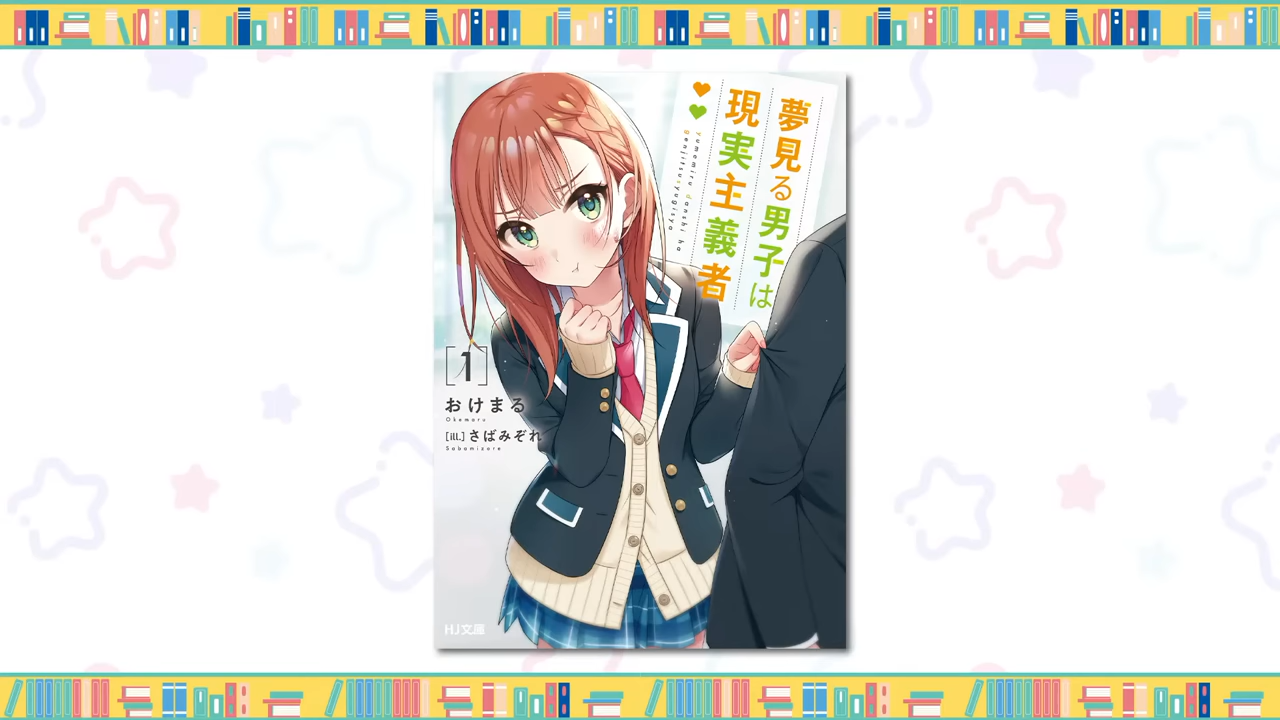 夢見る男子は
現実主義者
yumemiru danshi ha
genjitsusyugisya
[1]
おけまる
Okemaru
[ill.]さばみぞれ
Sabamizore
HJ文庫